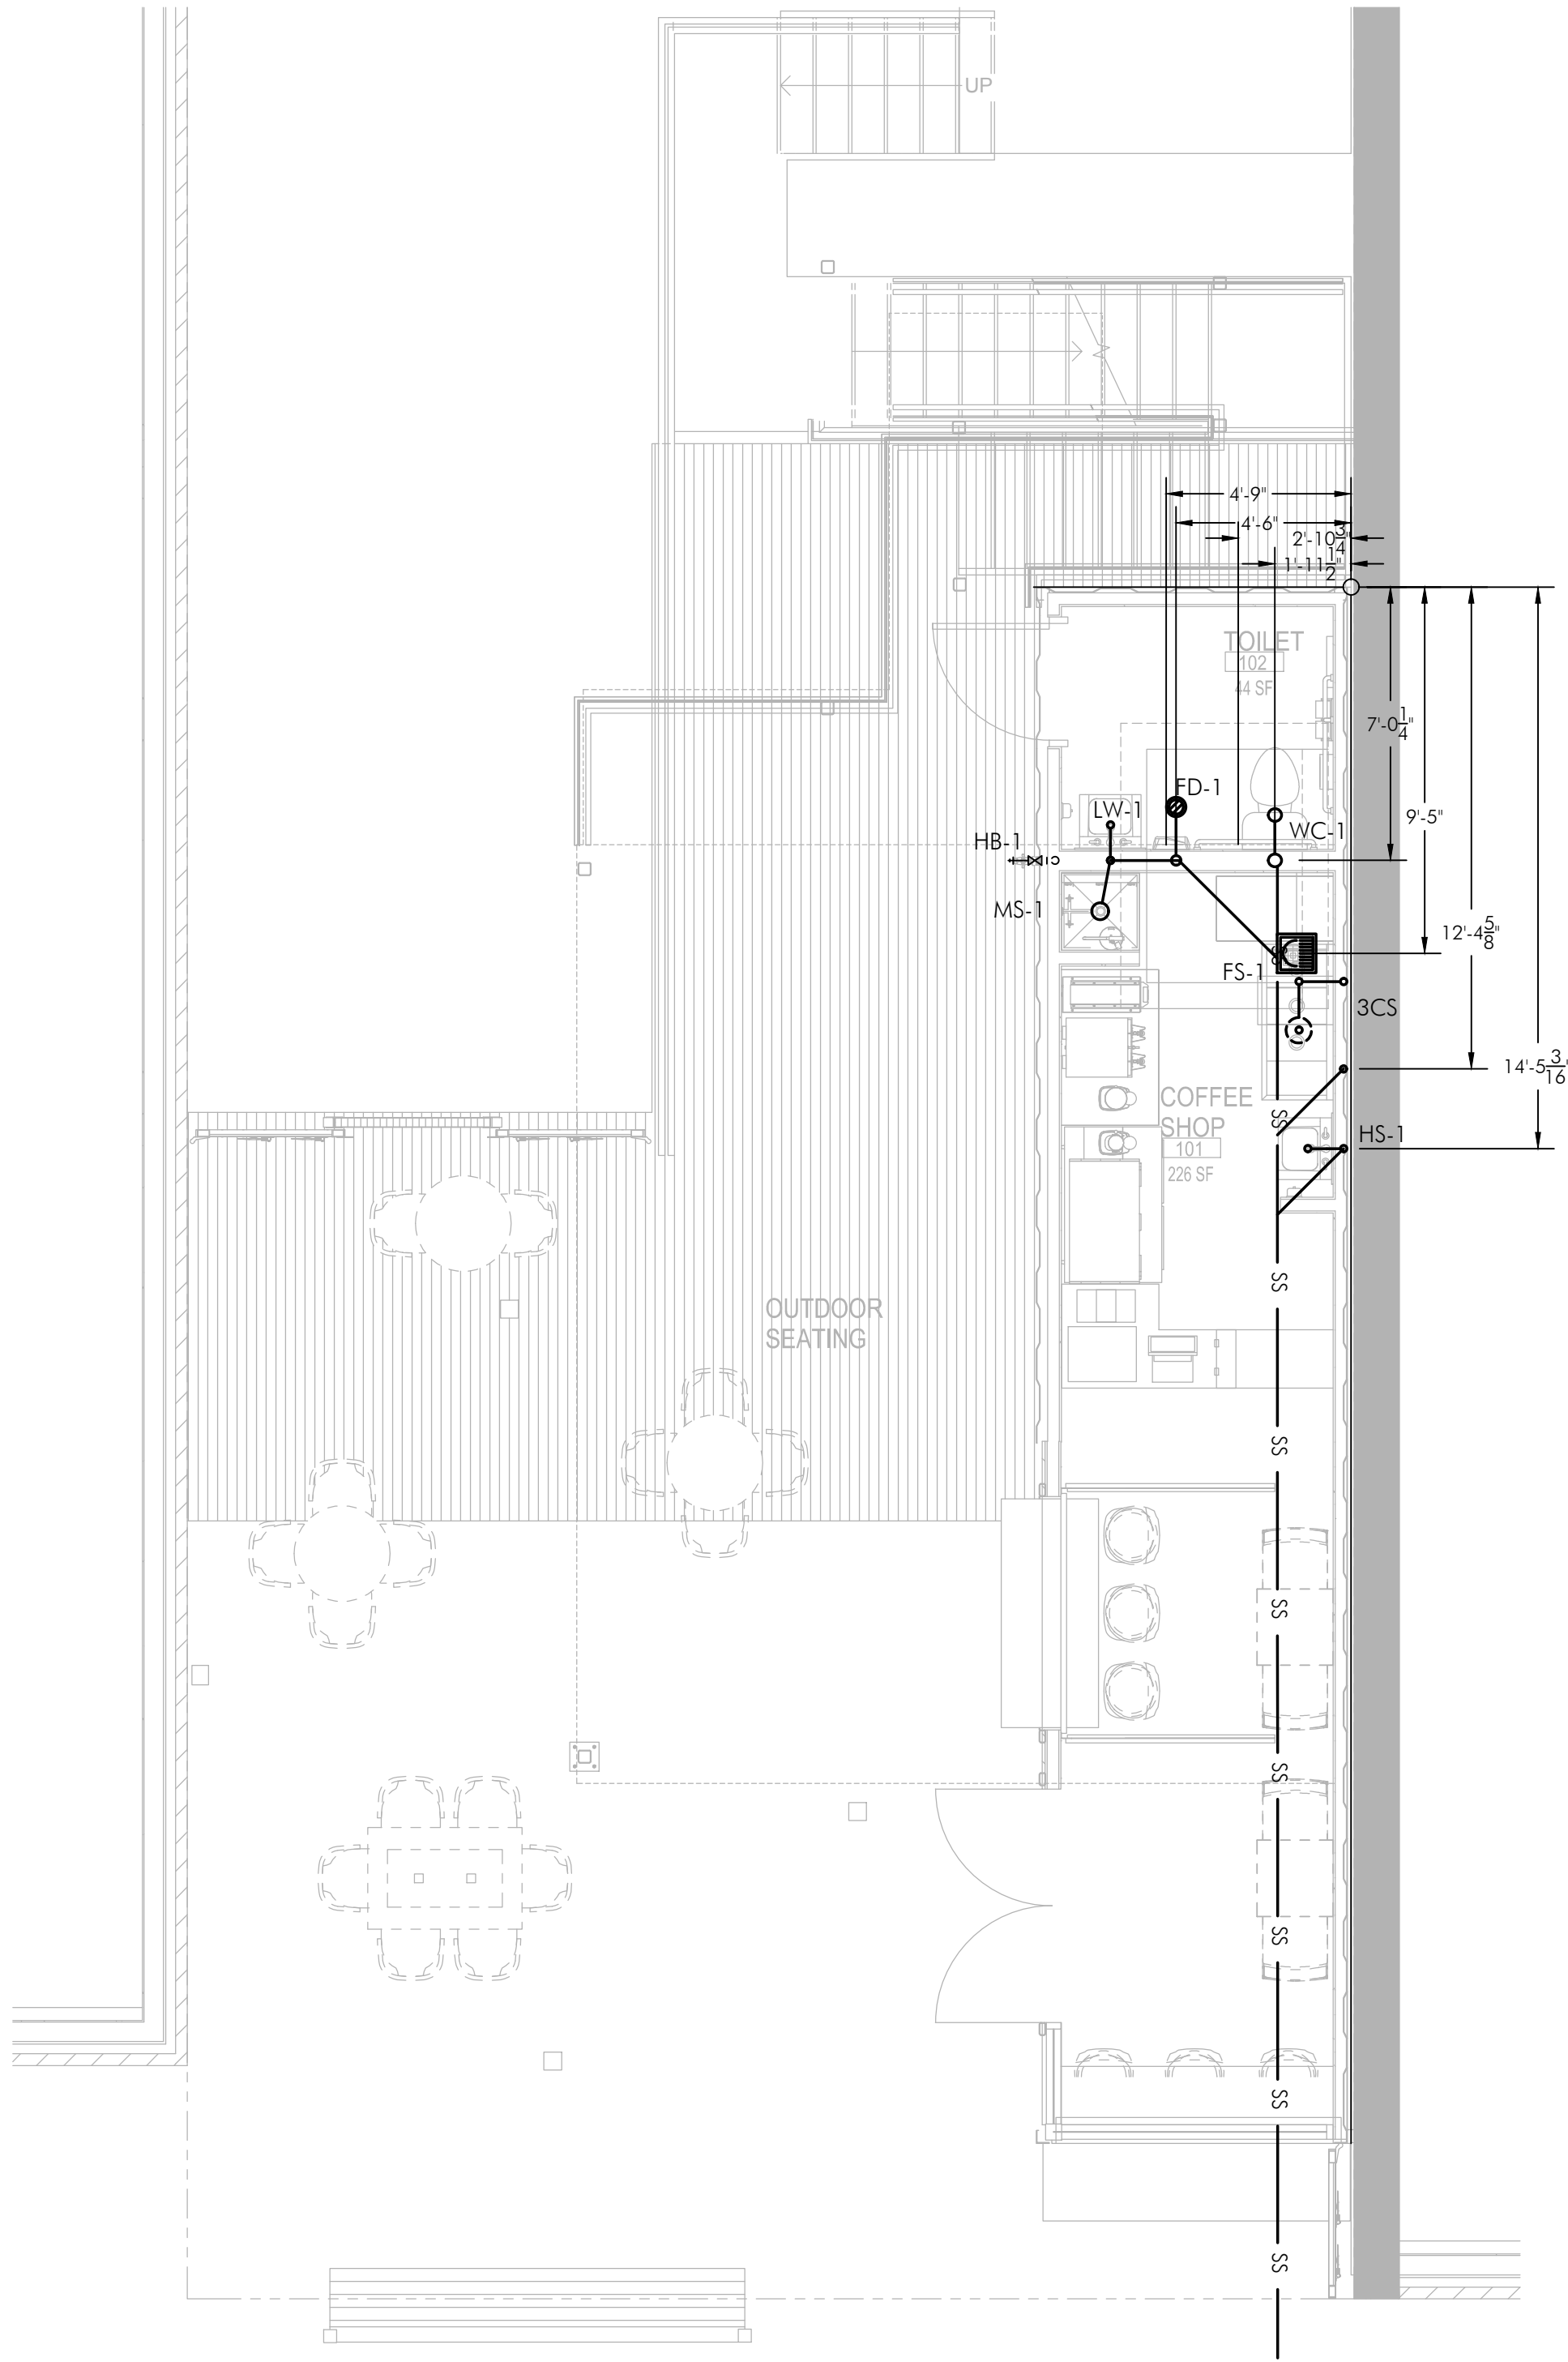 UP
4'-9"
4'-6"
2'-10 3/4"
1'-11 1/2"
TOILET
102
44 SF
7'-0 1/4"
FD-1
LW-1
WC-1
9'-5"
HB-1
MS-1
12'-4 5/8"
FS-1
3CS
14'-5 3/16"
COFFEE
SHOP
101
226 SF
SS
HS-1
SS
OUTDOOR
SEATING
SS
SS
SS
SS
SS
SS